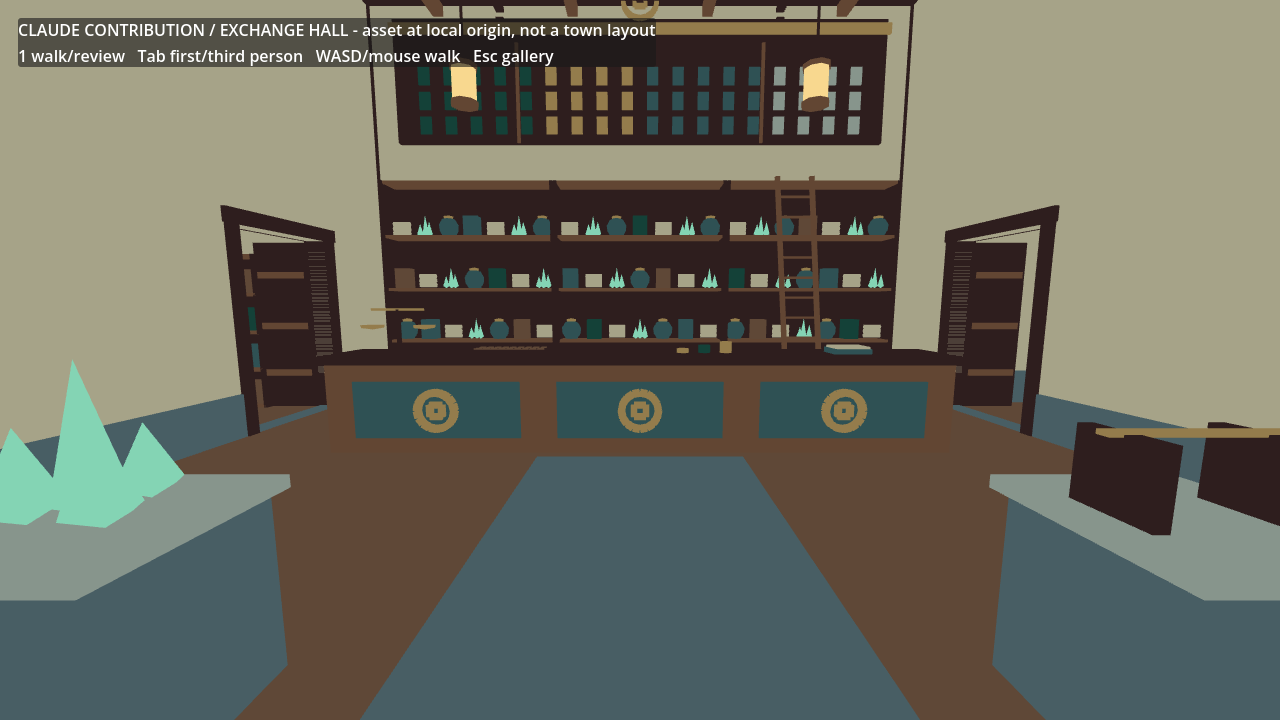 CLAUDE CONTRIBUTION / EXCHANGE HALL - asset at local origin, not a town layout
1 walk/review   Tab first/third person   WASD/mouse walk   Esc gallery